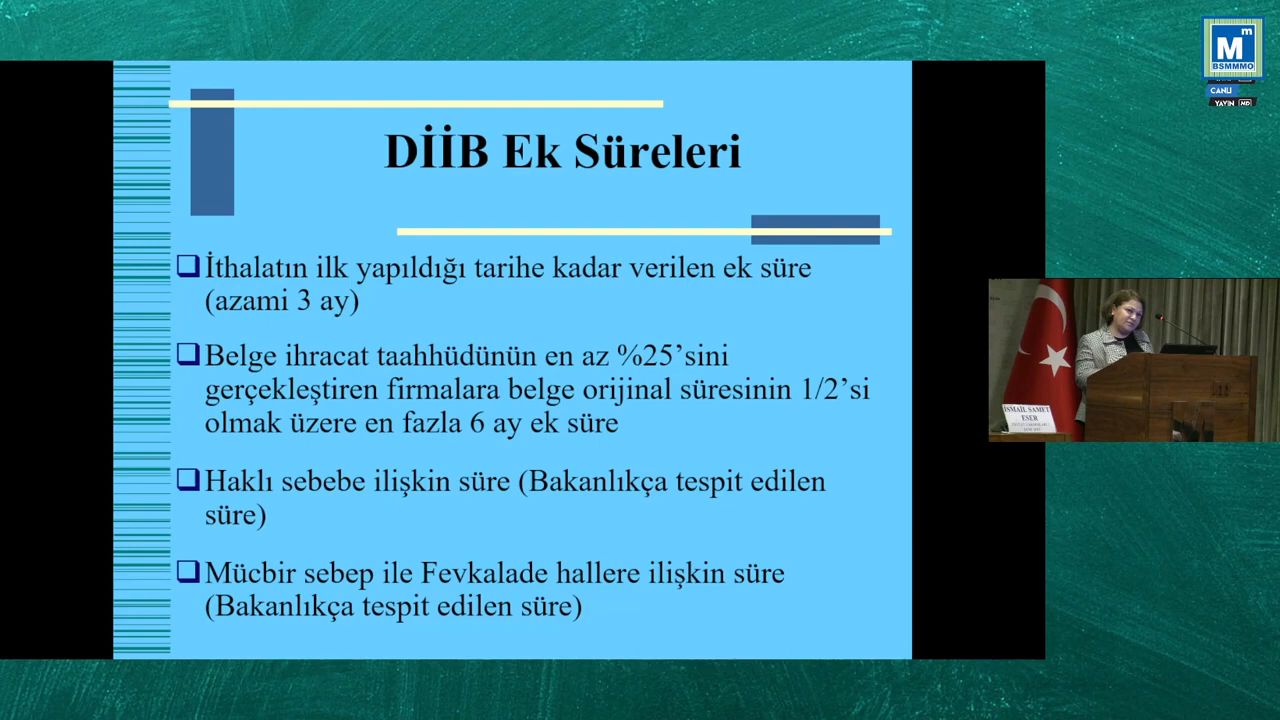 DİİB Ek Süreleri
İthalatın ilk yapıldığı tarihe kadar verilen ek süre
(azami 3 ay)
Belge ihracat taahhüdünün en az %25’sini
gerçekleştiren firmalara belge orijinal süresinin 1/2’si
olmak üzere en fazla 6 ay ek süre
Haklı sebebe ilişkin süre (Bakanlıkça tespit edilen
süre)
Mücbir sebep ile Fevkalade hallere ilişkin süre
(Bakanlıkça tespit edilen süre)
M m
BSMMMO
CANLI
YAYIN HD
İSMAİL SAMET
ESER